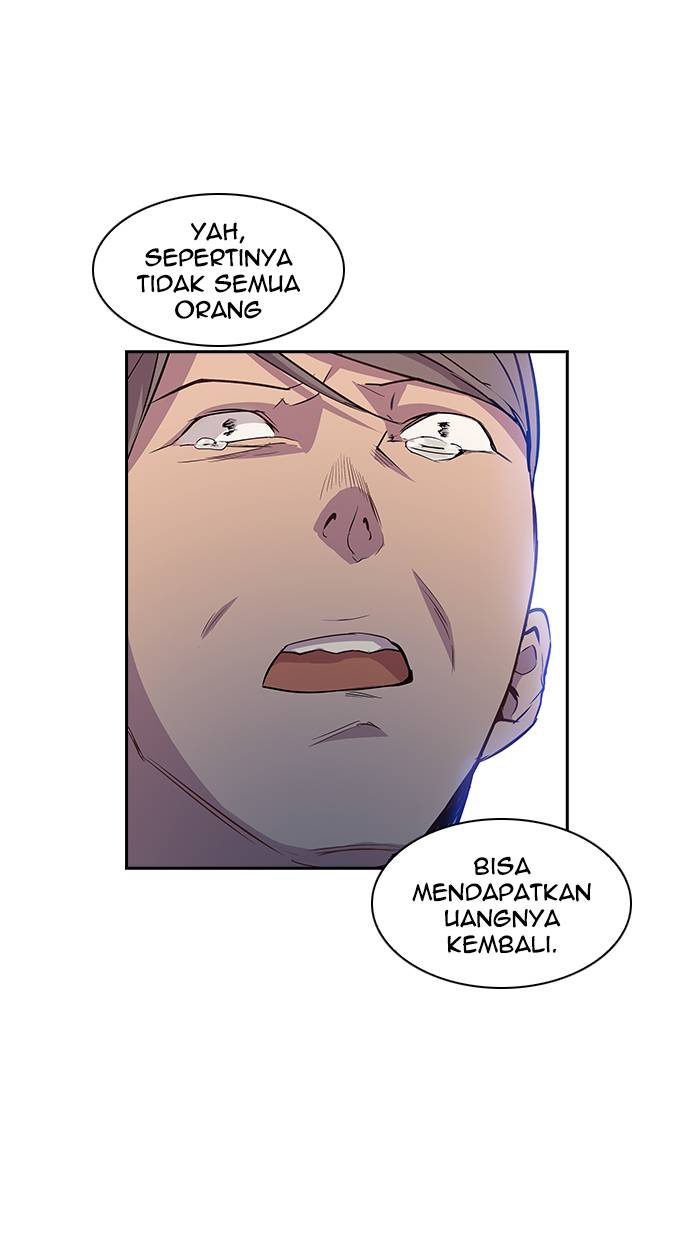 YAH,
SEPERTINYA
TIDAK SEMUA
ORANG
BISA
MENDAPATKAN
UANGNYA
KEMBALI.